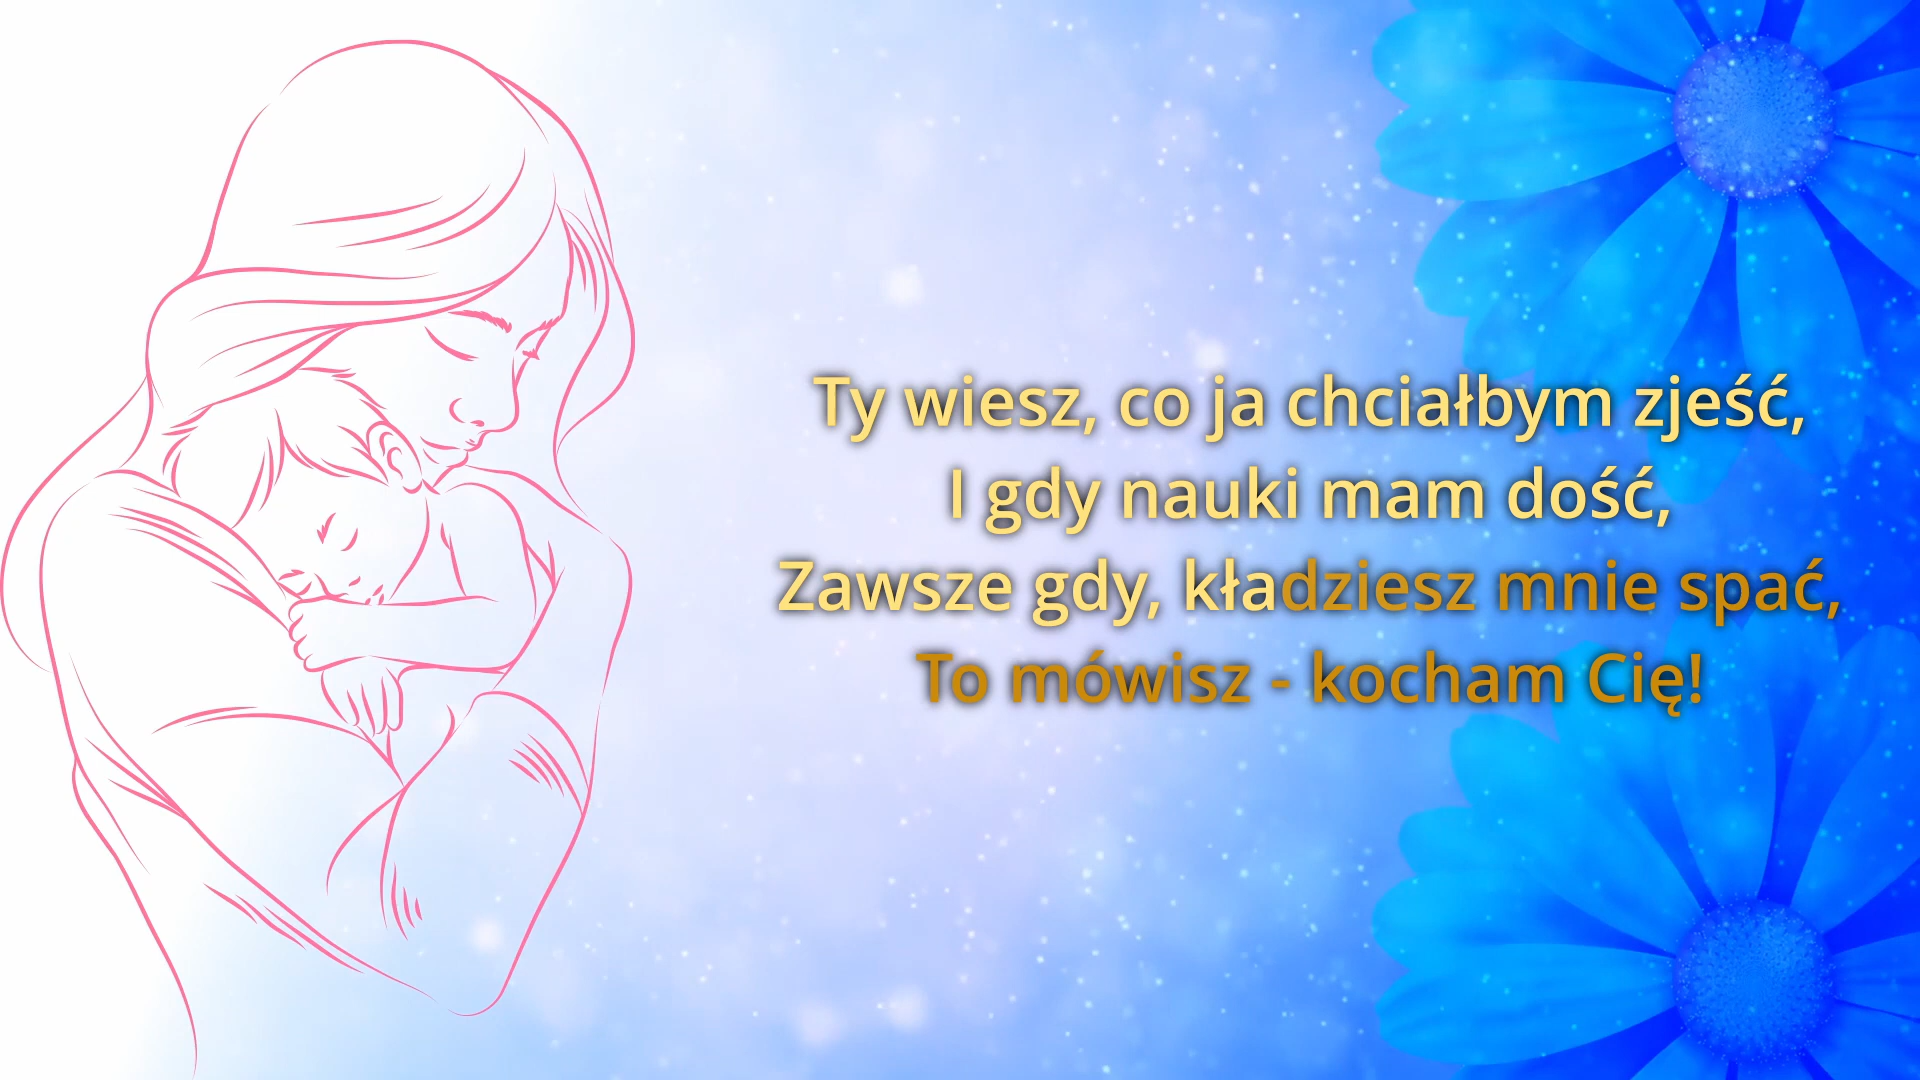 Ty wiesz, co ja chciałbym zjeść,
I gdy nauki mam dość,
Zawsze gdy, kładziesz mnie spać,
To mówisz - kocham Cię!